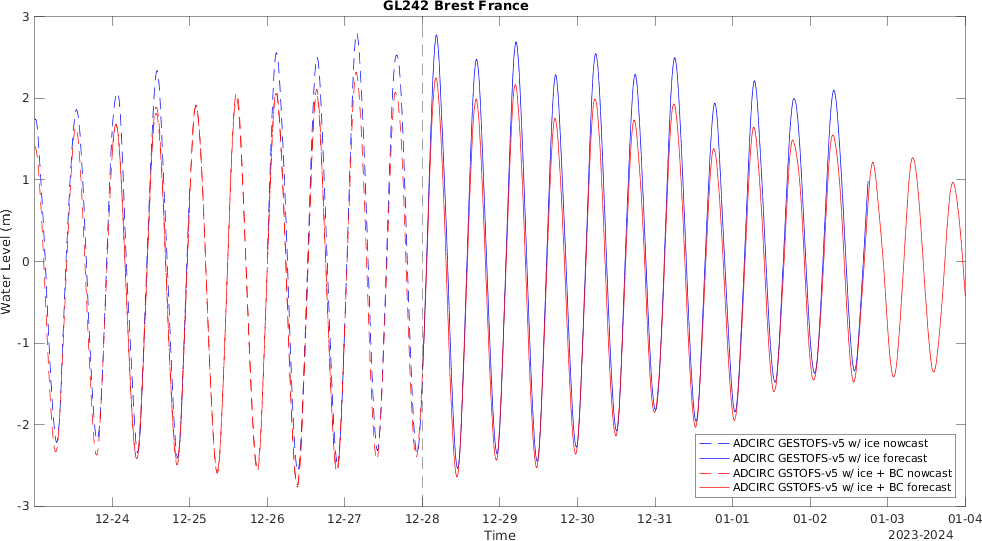 GL242 Brest France
3
2
1
0
-1
-2
-3
Water Level (m)
12-24
12-25
12-26
12-27
12-28
12-29
12-30
12-31
01-01
01-02
01-03
01-04
Time
2023-2024
ADCIRC GESTOFS-v5 w/ ice nowcast
ADCIRC GESTOFS-v5 w/ ice forecast
ADCIRC GSTOFS-v5 w/ ice + BC nowcast
ADCIRC GSTOFS-v5 w/ ice + BC forecast